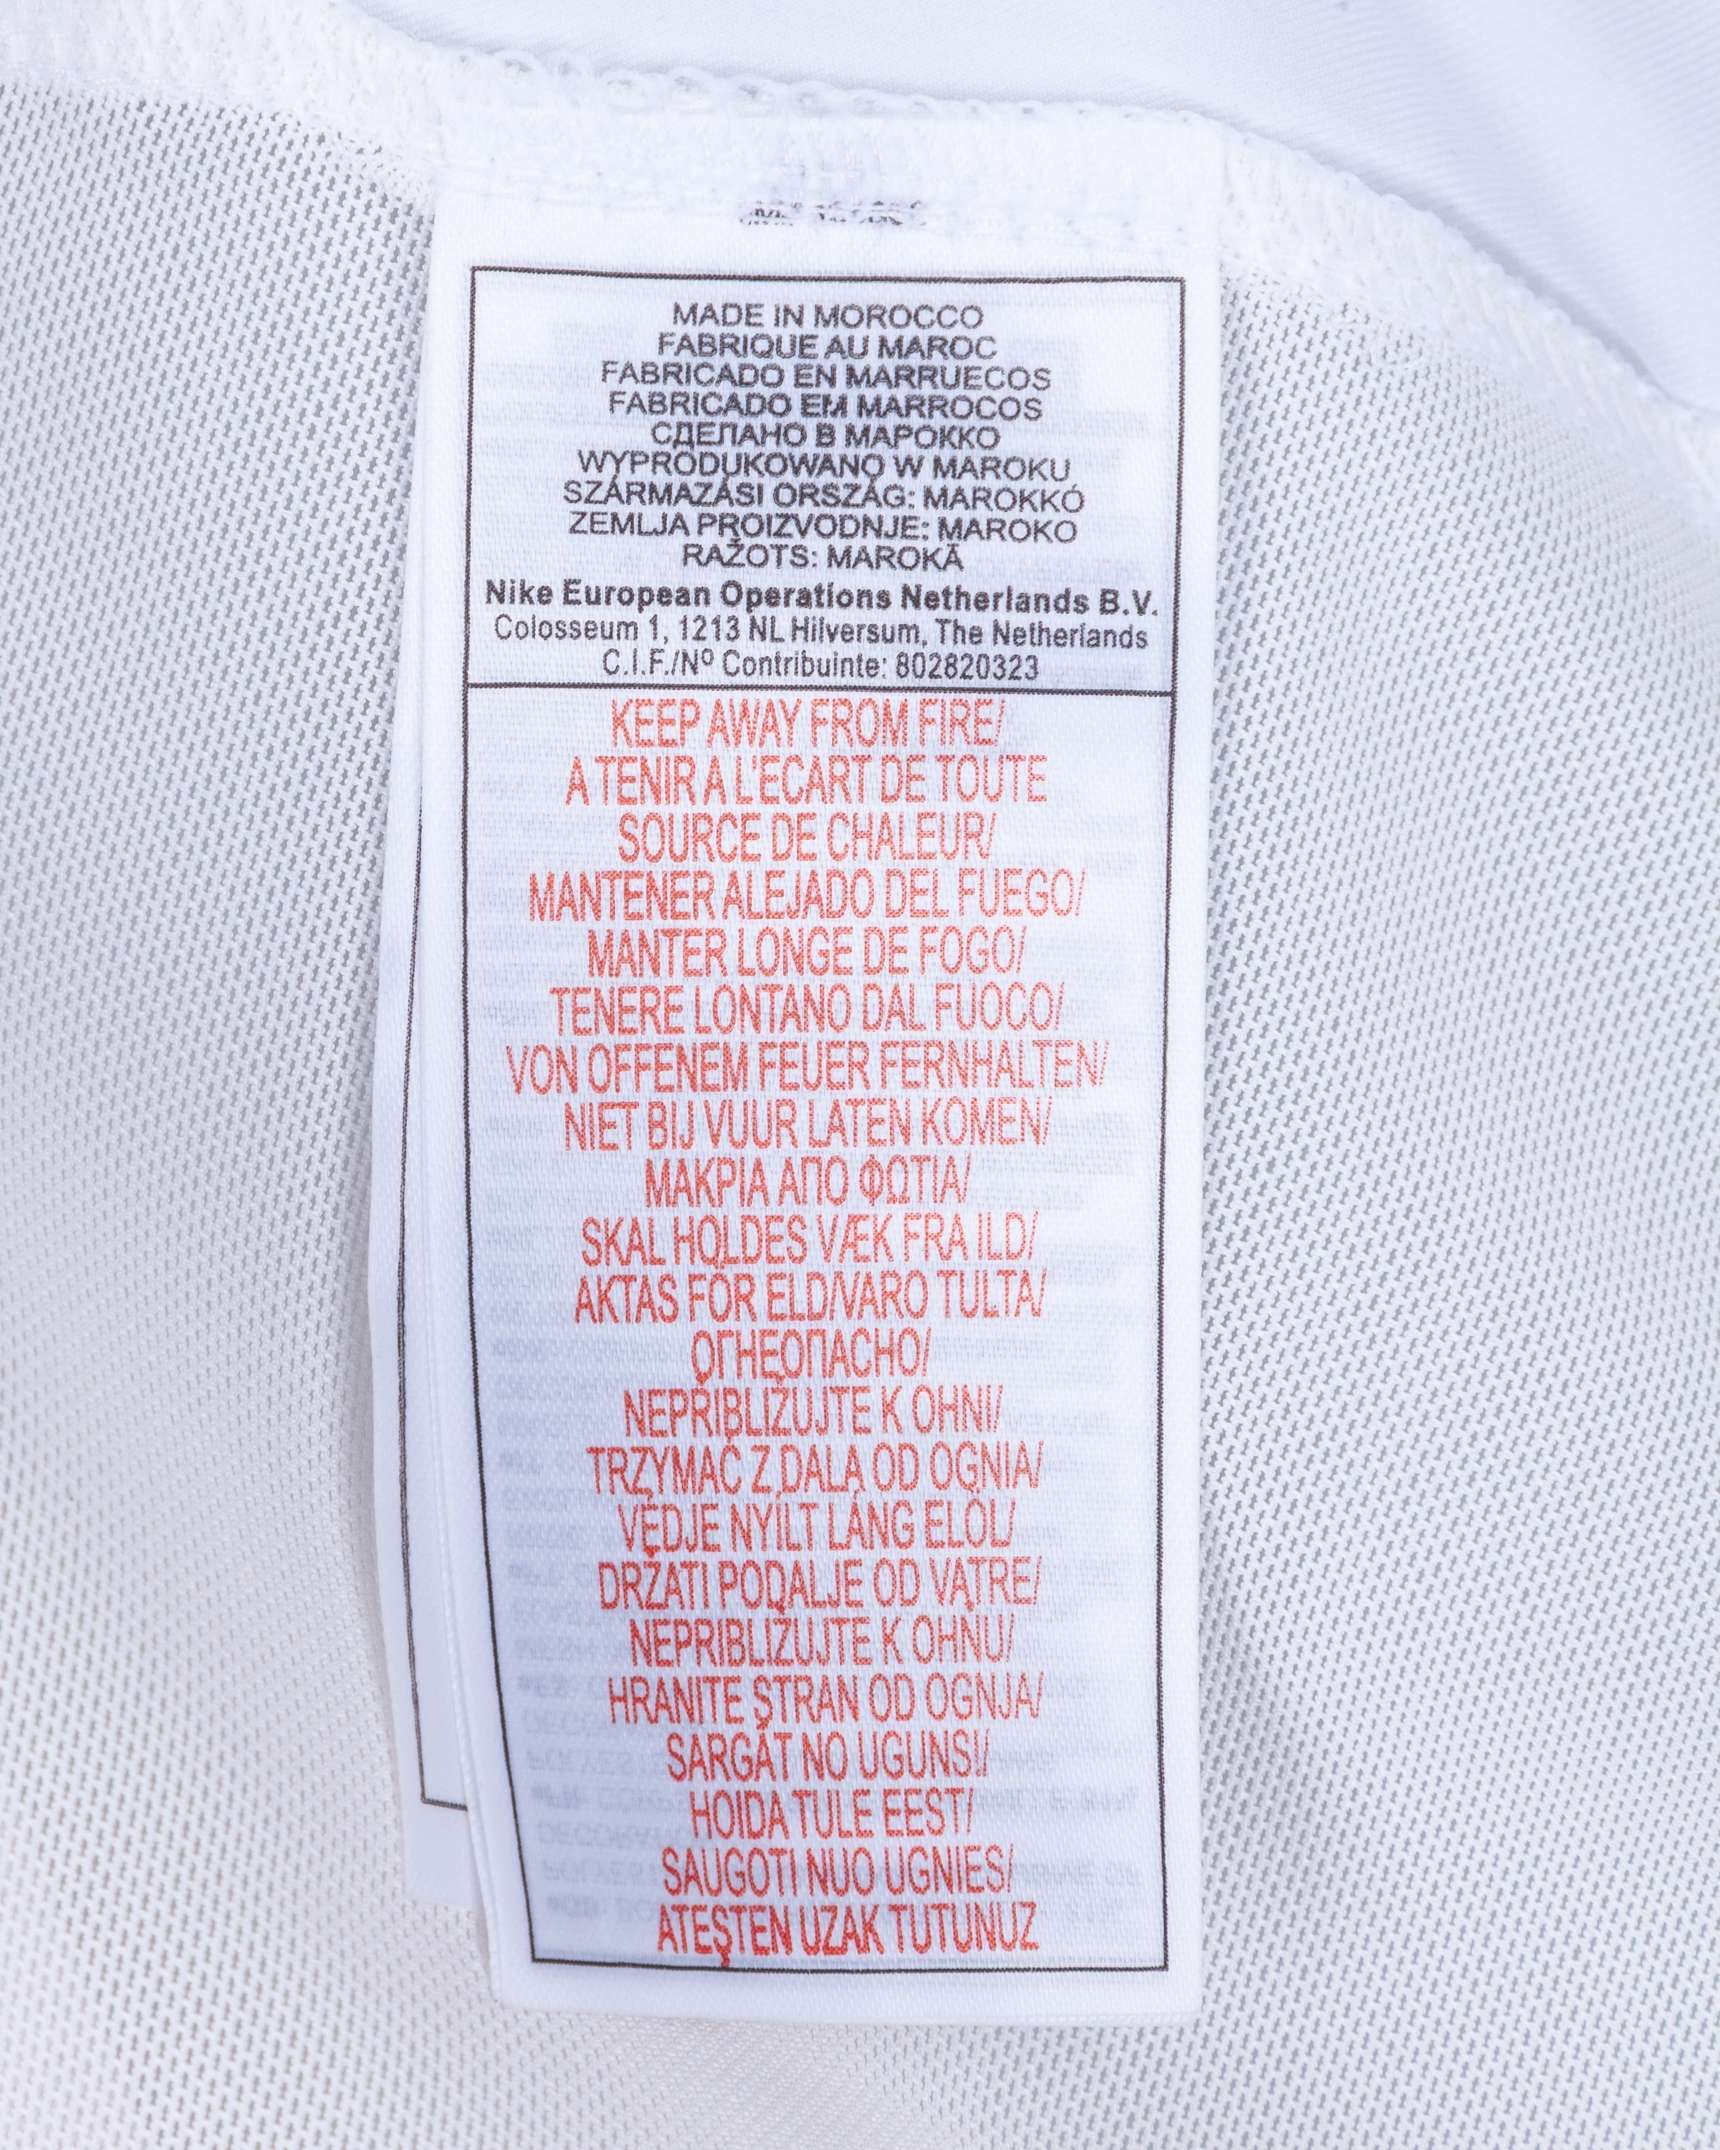 MADE IN MOROCCO
FABRIQUE AU MAROC
FABRICADO EN MARRUECOS
FABRICADO EM MARROCOS
СДЕЛАНО В МАРОККО
WYPRODUKOWANO W MAROKU
SZÁRMAZÁSI ORSZÁG: MAROKKÓ
ZEMLJA PROIZVODNJE: MAROKO
RAŽOTS: MAROKĀ
Nike European Operations Netherlands B.V.
Colosseum 1, 1213 NL Hilversum, The Netherlands
C.I.F./Nº Contribuinte: 802820323
KEEP AWAY FROM FIRE/
A TENIR A L'ECART DE TOUTE
SOURCE DE CHALEUR/
MANTENER ALEJADO DEL FUEGO/
MANTER LONGE DE FOGO/
TENERE LONTANO DAL FUOCO/
VON OFFENEM FEUER FERNHALTEN/
NIET BIJ VUUR LATEN KOMEN/
ΜΑΚΡΙΑ ΑΠΟ ΦΩΤΙΑ/
SKAL HOLDES VÆK FRA ILD/
AKTAS FÖR ELD/VARO TULTA/
ОГНЕОПАСНО/
NEPŘIBLIŽUJTE K OHNI/
TRZYMAĆ Z DALA OD OGNIA/
VÉDJE NYÍLT LÁNG ELÖL/
DRŽATI PODALJE OD VATRE/
NEPRIBLIŽUJTE K OHŇU/
HRANITE STRAN OD OGNJA/
SARGĀT NO UGUNS!/
HOIDA TULE EEST/
SAUGOTI NUO UGNIES/
ATEŞTEN UZAK TUTUNUZ